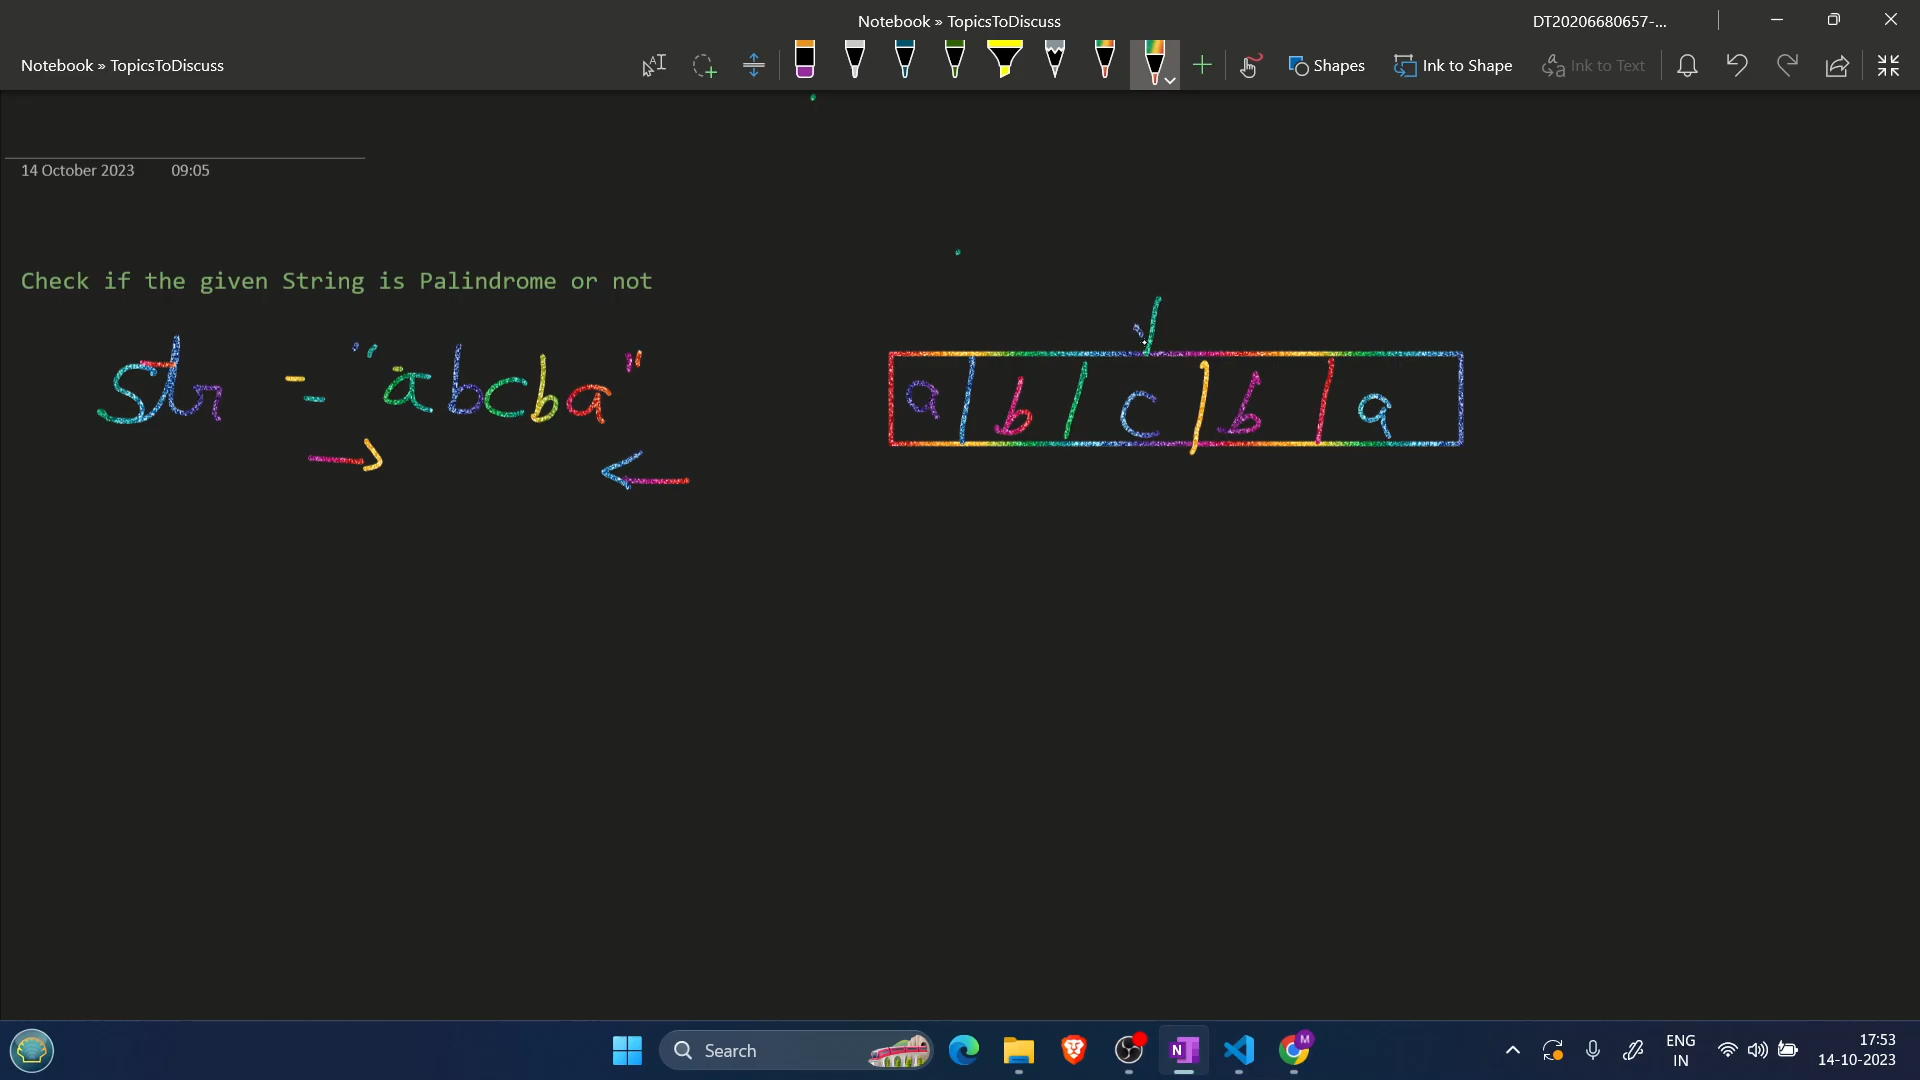 Notebook » TopicsToDiscuss
DT20206680657-...
Notebook » TopicsToDiscuss
Shapes
Ink to Shape
Ink to Text
14 October 2023 09:05
Check if the given String is Palindrome or not
Str = "abcba"
a b c b a
Search
ENG
IN
17:53
14-10-2023